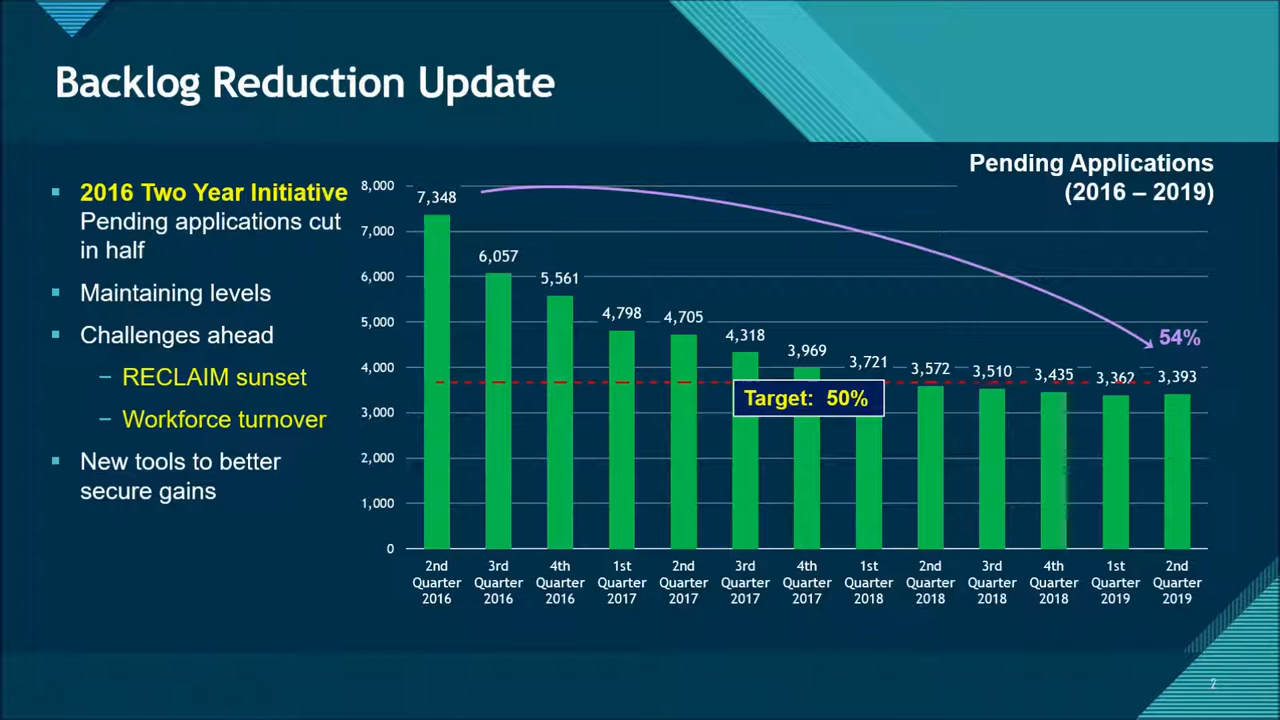 Backlog Reduction Update
2016 Two Year Initiative
Pending applications cut
in half
Maintaining levels
Challenges ahead
– RECLAIM sunset
– Workforce turnover
New tools to better
secure gains
Pending Applications
(2016 – 2019)
8,000
7,000
6,000
5,000
4,000
3,000
2,000
1,000
0
7,348
6,057
5,561
4,798
4,705
4,318
3,969
3,721
3,572
3,510
3,435
3,362
3,393
54%
Target: 50%
2nd
Quarter
2016
3rd
Quarter
2016
4th
Quarter
2016
1st
Quarter
2017
2nd
Quarter
2017
3rd
Quarter
2017
4th
Quarter
2017
1st
Quarter
2018
2nd
Quarter
2018
3rd
Quarter
2018
4th
Quarter
2018
1st
Quarter
2019
2nd
Quarter
2019
2